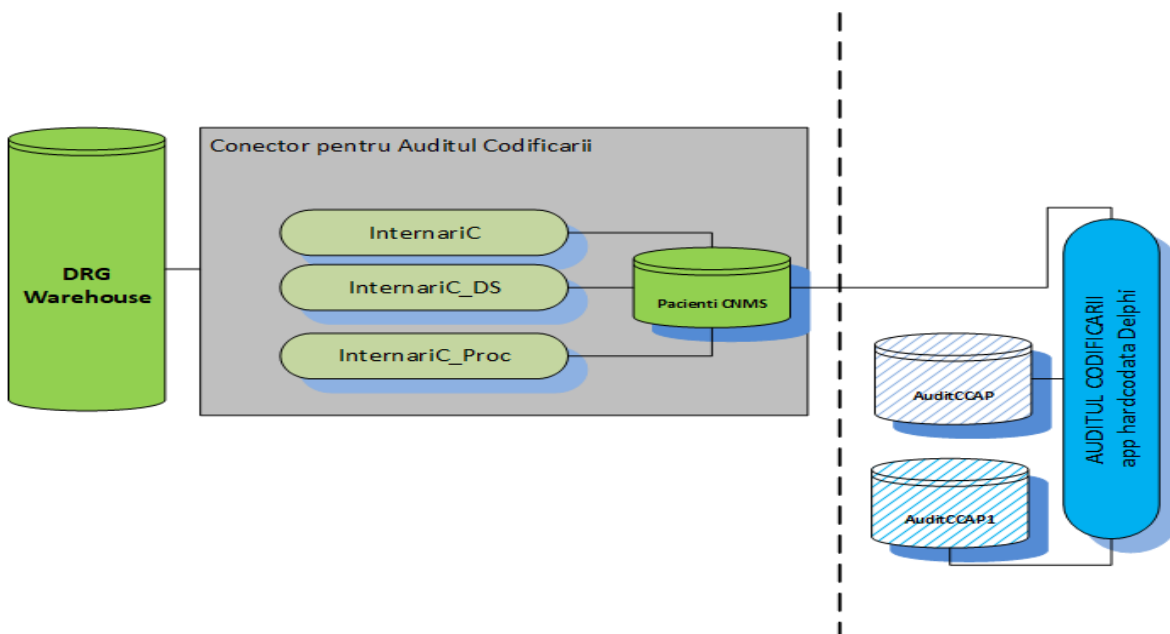 Conector pentru Auditul Codificarii
DRG
Warehouse
InternariC
InternariC_DS
InternariC_Proc
Pacienti CNMS
AuditCCAP
AuditCCAP1
AUDITUL CODIFICARII
app hardcodata Delphi